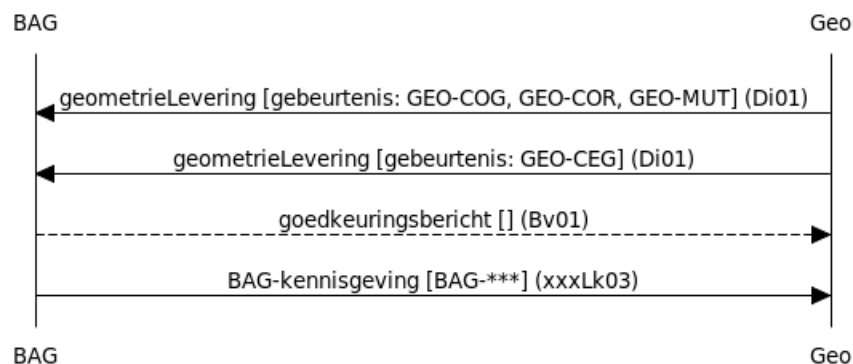 BAG Geo
geometrieLevering [gebeurtenis: GEO-COG, GEO-COR, GEO-MUT] (Di01)
geometrieLevering [gebeurtenis: GEO-CEG] (Di01)
goedkeuringsbericht [] (Bv01)
BAG-kennisgeving [BAG-***] (xxxLk03)
BAG Geo